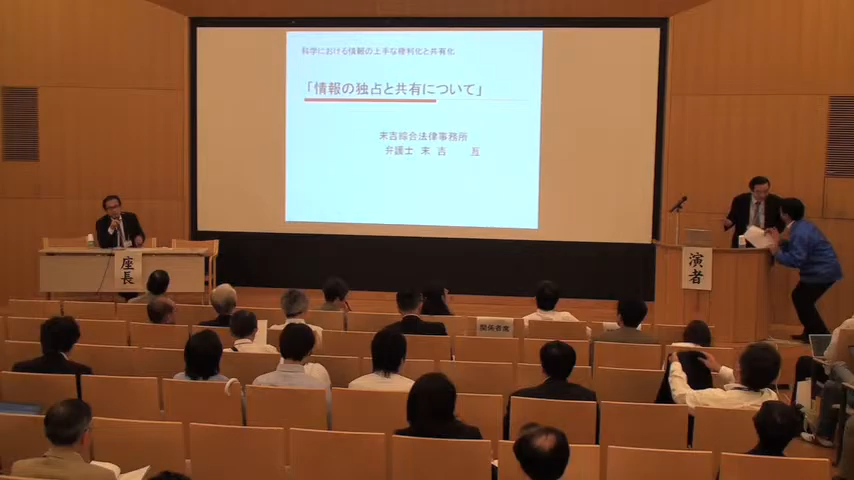 科学における情報の上手な権利化と共有化
「情報の独占と共有について」
末吉綜合法律事務所
弁護士 末 吉 亙
座長
演者
関係者席